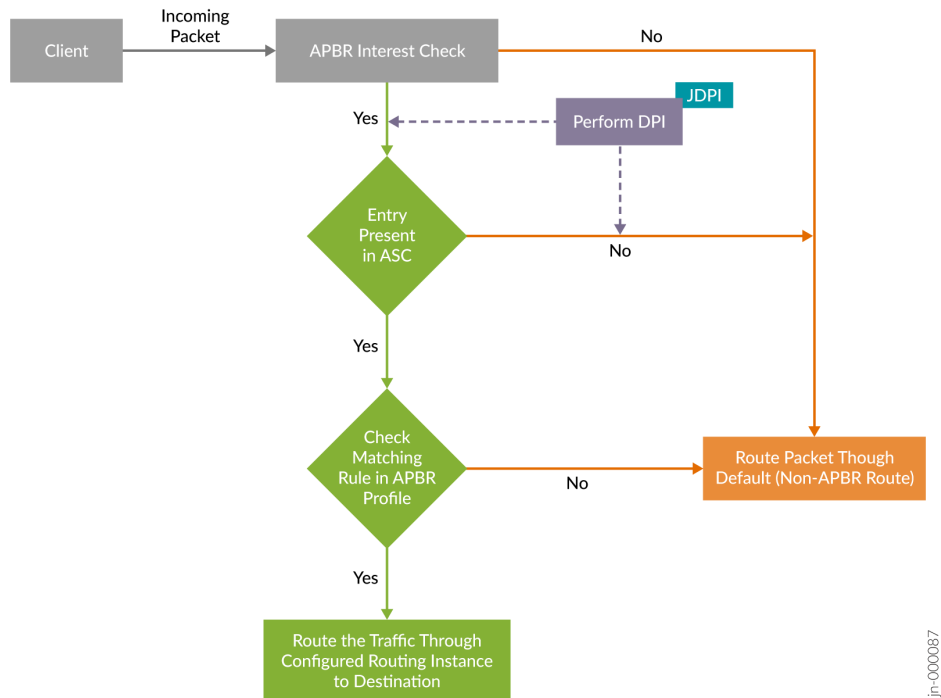 Incoming
Packet
Client
APBR Interest Check
No
JDPI
Yes
Perform DPI
Entry
Present
in ASC
No
Yes
Check
Matching
Rule in APBR
Profile
No
Route Packet Though
Default (Non-APBR Route)
Yes
Route the Traffic Through
Configured Routing Instance
to Destination
jn-000087